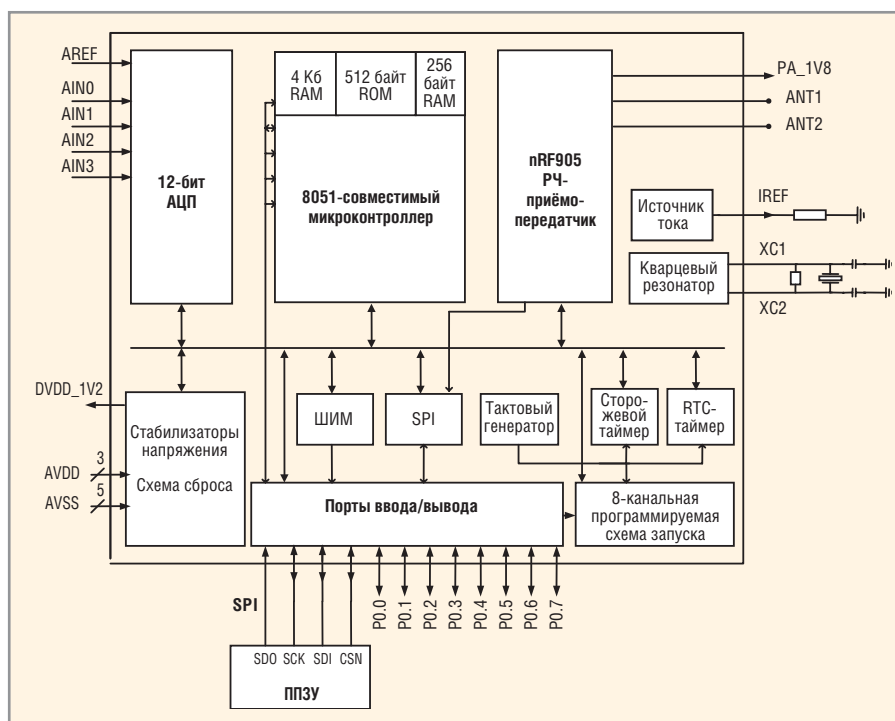 AREF
AIN0
AIN1
AIN2
AIN3
12-бит
АЦП
4 Кб
RAM
512 байт
ROM
256
байт
RAM
8051-совместимый
микроконтроллер
nRF905
РЧ-
приёмо-
передатчик
PA_1V8
ANT1
ANT2
Источник
тока
IREF
Кварцевый
резонатор
XC1
XC2
DVDD_1V2
AVDD
3
AVSS
5
Стабилизаторы
напряжения
Схема сброса
ШИМ
SPI
Тактовый
генератор
Сторо-
жевой
таймер
RTC-
таймер
Порты ввода/вывода
8-канальная
программируемая
схема запуска
SPI
P0.0
P0.1
P0.2
P0.3
P0.4
P0.5
P0.6
P0.7
SDO SCK SDI CSN
ППЗУ